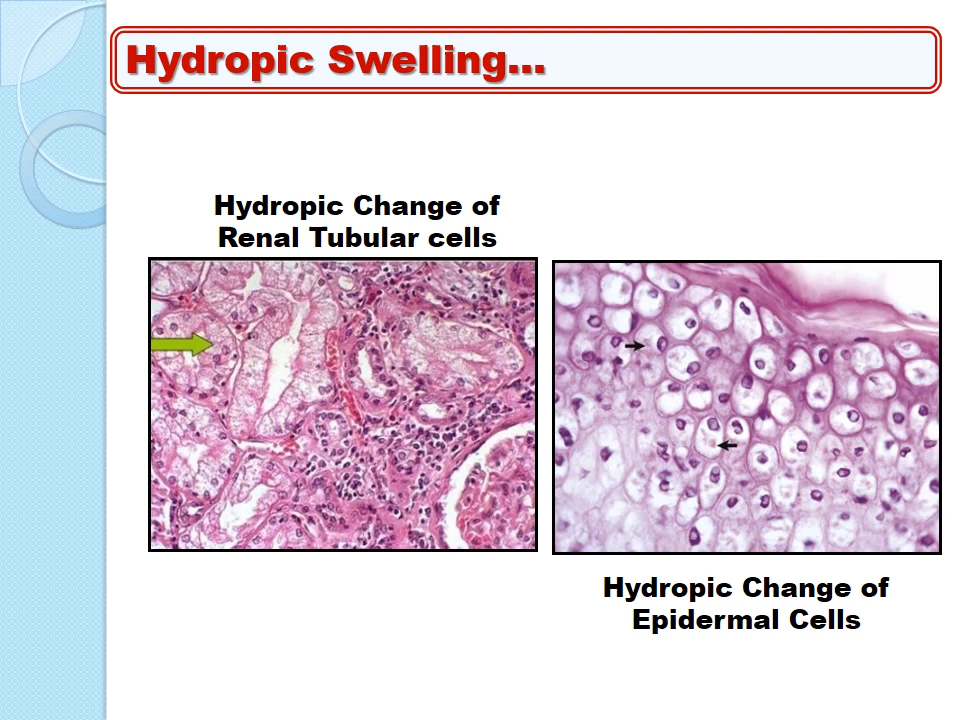 Hydropic Swelling...
Hydropic Change of
Renal Tubular cells
Hydropic Change of
Epidermal Cells